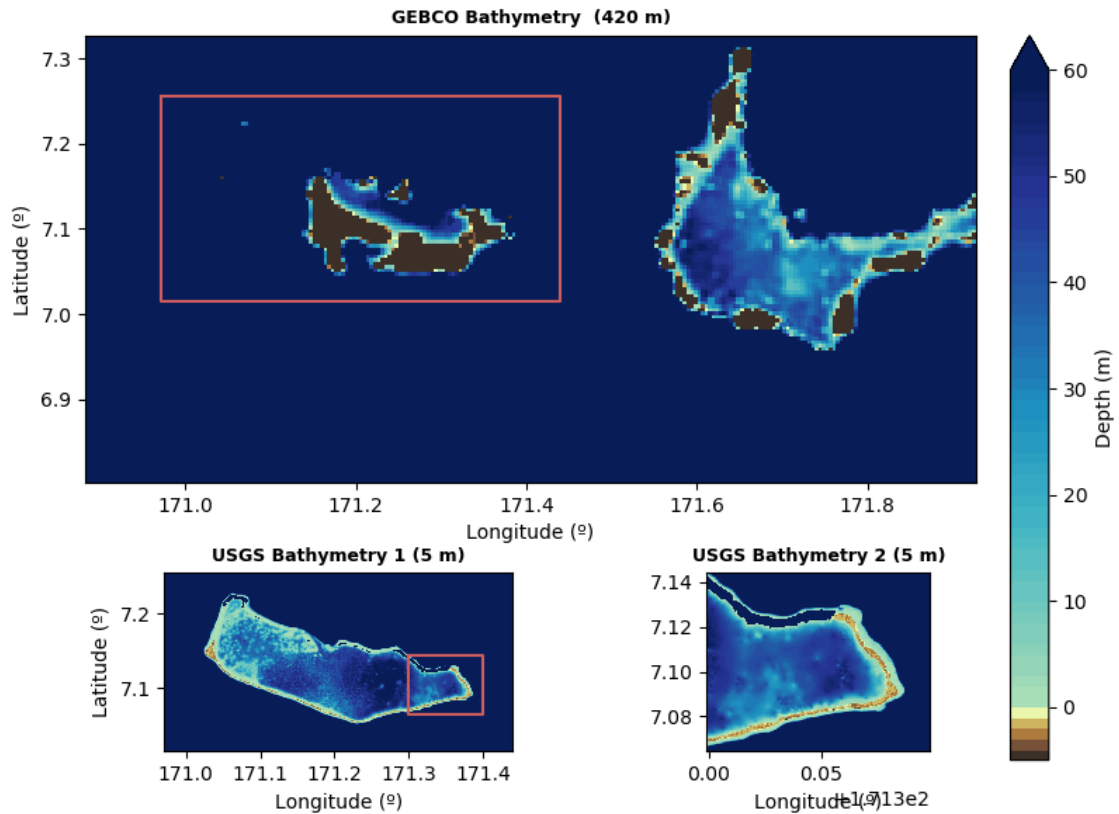 GEBCO Bathymetry (420 m)
7.3
7.2
7.1
7.0
6.9
Latitude (º)
171.0 171.2 171.4 171.6 171.8
Longitude (º)
60
50
40
30
20
10
0
Depth (m)
USGS Bathymetry 1 (5 m)
7.2
7.1
Latitude (º)
171.0 171.1 171.2 171.3 171.4
Longitude (º)
USGS Bathymetry 2 (5 m)
7.14
7.12
7.10
7.08
0.00 0.05
Longitude (º)
+1.713e2